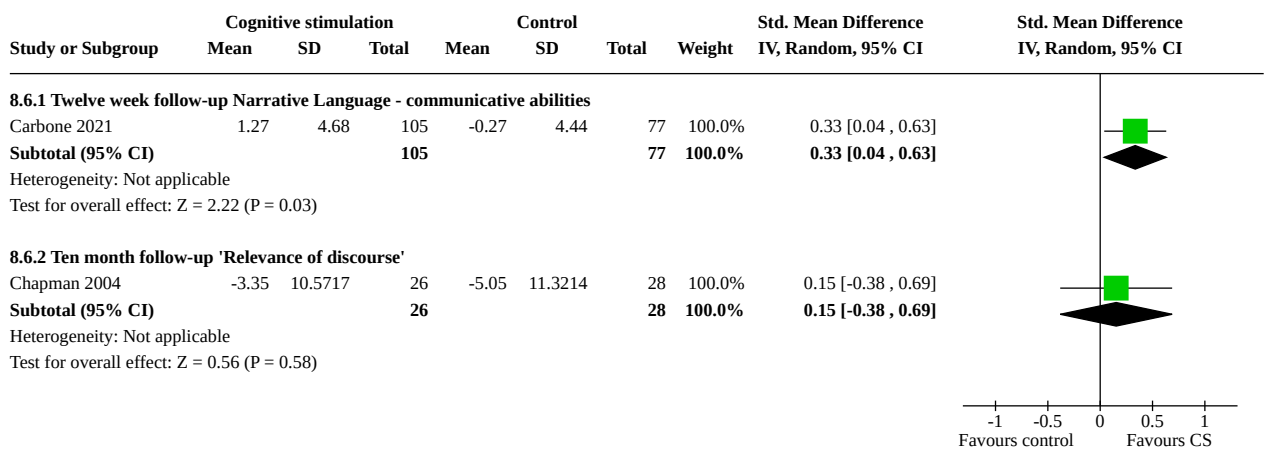 Cognitive stimulation Control Std. Mean Difference Std. Mean Difference
Study or Subgroup Mean SD Total Mean SD Total Weight IV, Random, 95% CI IV, Random, 95% CI
8.6.1 Twelve week follow-up Narrative Language - communicative abilities
Carbone 2021 1.27 4.68 105 -0.27 4.44 77 100.0% 0.33 [0.04 , 0.63]
Subtotal (95% CI) 105 77 100.0% 0.33 [0.04 , 0.63]
Heterogeneity: Not applicable
Test for overall effect: Z = 2.22 (P = 0.03)
8.6.2 Ten month follow-up 'Relevance of discourse'
Chapman 2004 -3.35 10.5717 26 -5.05 11.3214 28 100.0% 0.15 [-0.38 , 0.69]
Subtotal (95% CI) 26 28 100.0% 0.15 [-0.38 , 0.69]
Heterogeneity: Not applicable
Test for overall effect: Z = 0.56 (P = 0.58)
-1 -0.5 0 0.5 1
Favours control Favours CS